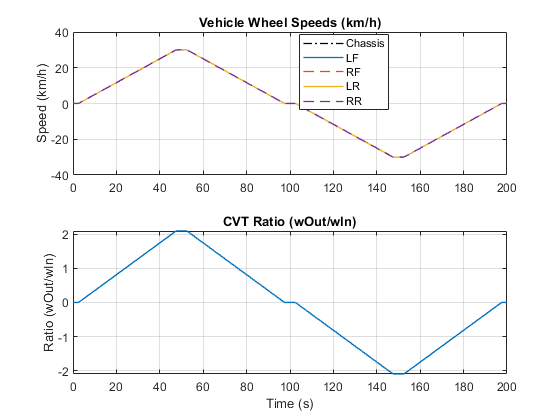 Vehicle Wheel Speeds (km/h)
Speed (km/h)
40
20
0
-20
-40
Chassis
LF
RF
LR
RR
0 20 40 60 80 100 120 140 160 180 200
CVT Ratio (wOut/wIn)
Ratio (wOut/wIn)
2
1
0
-1
-2
0 20 40 60 80 100 120 140 160 180 200
Time (s)